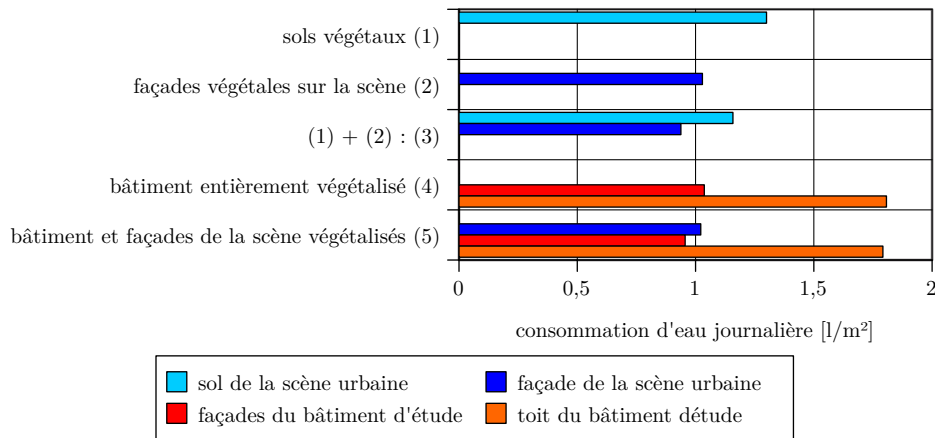 sols végétaux (1)
façades végétales sur la scène (2)
(1) + (2) : (3)
bâtiment entièrement végétalisé (4)
bâtiment et façades de la scène végétalisés (5)
0 0,5 1 1,5 2
consommation d'eau journalière [l/m²]
sol de la scène urbaine
façade de la scène urbaine
façades du bâtiment d'étude
toit du bâtiment détude